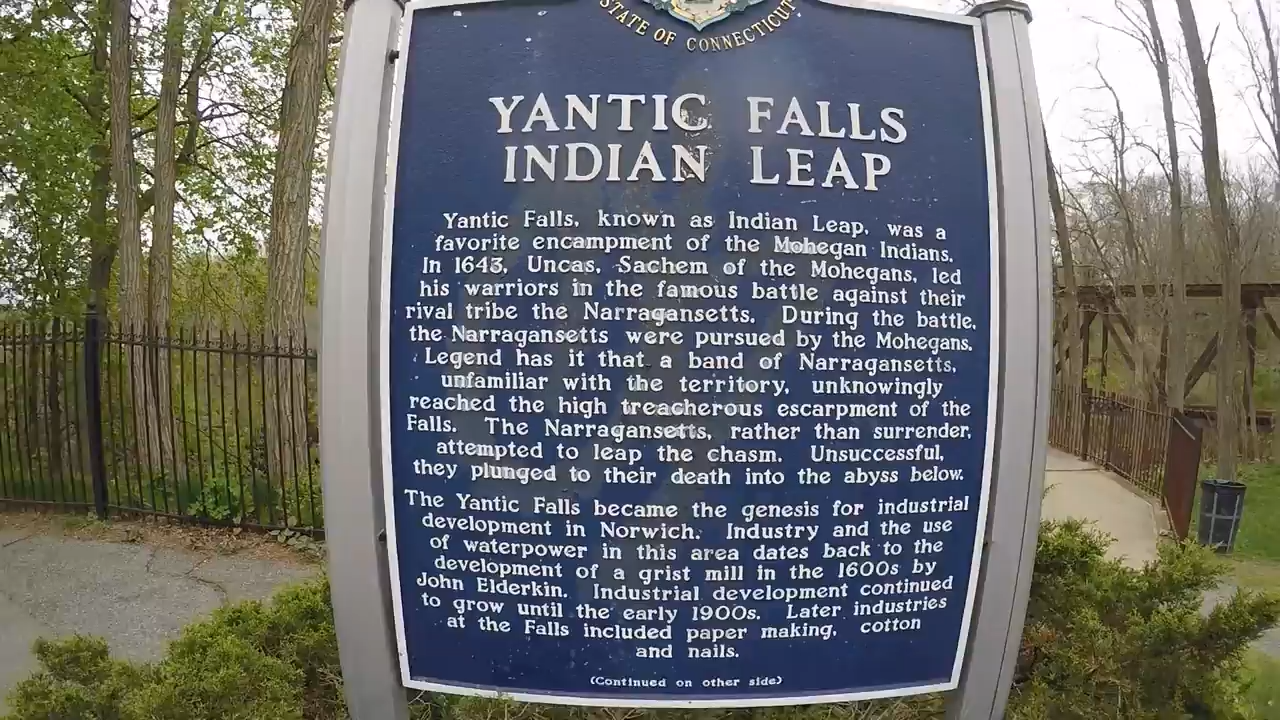 STATE OF CONNECTICUT
YANTIC FALLS
INDIAN LEAP
Yantic Falls, known as Indian Leap, was a
favorite encampment of the Mohegan Indians.
In 1643, Uncas, Sachem of the Mohegans, led
his warriors in the famous battle against their
rival tribe the Narragansetts. During the battle,
the Narragansetts were pursued by the Mohegans.
Legend has it that a band of Narragansetts,
unfamiliar with the territory, unknowingly
reached the high treacherous escarpment of the
Falls. The Narragansetts, rather than surrender,
attempted to leap the chasm. Unsuccessful,
they plunged to their death into the abyss below.
The Yantic Falls became the genesis for industrial
development in Norwich. Industry and the use
of waterpower in this area dates back to the
development of a grist mill in the 1600s by
John Elderkin. Industrial development continued
to grow until the early 1900s. Later industries
at the Falls included paper making, cotton
and nails.
(Continued on other side)